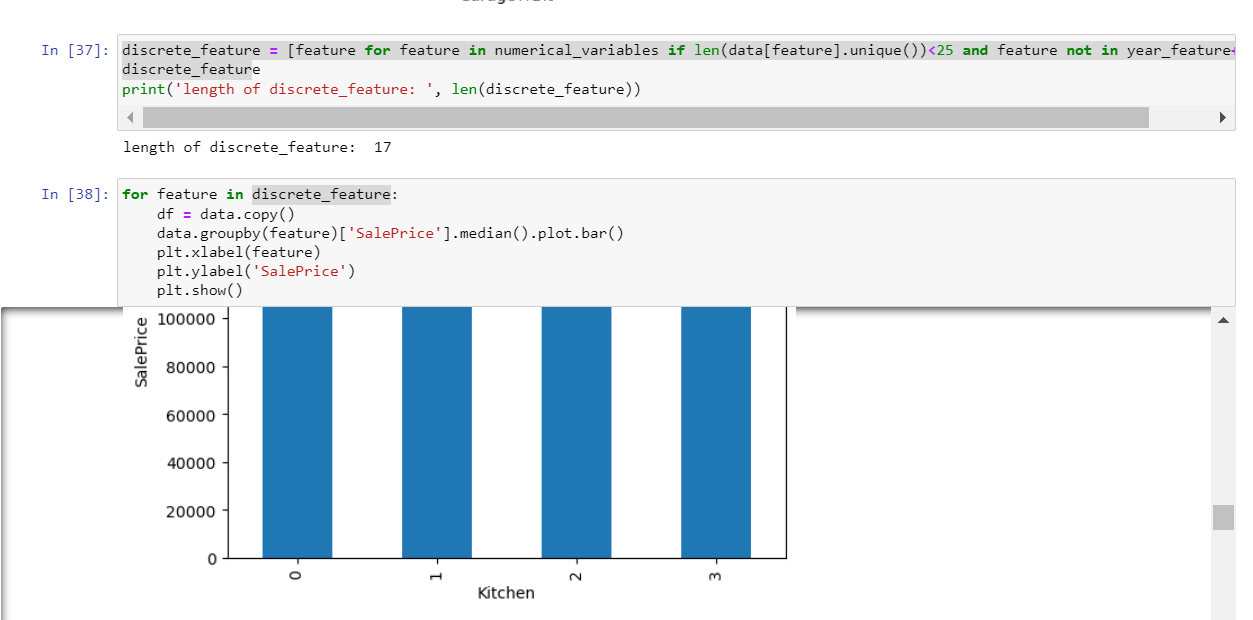 In [37]: discrete_feature = [feature for feature in numerical_variables if len(data[feature].unique())<25 and feature not in year_feature+
discrete_feature
print('length of discrete_feature: ', len(discrete_feature))
length of discrete_feature:  17
In [38]: for feature in discrete_feature:
    df = data.copy()
    data.groupby(feature)['SalePrice'].median().plot.bar()
    plt.xlabel(feature)
    plt.ylabel('SalePrice')
    plt.show()
SalePrice
100000
80000
60000
40000
20000
0
0 1 2 3
Kitchen